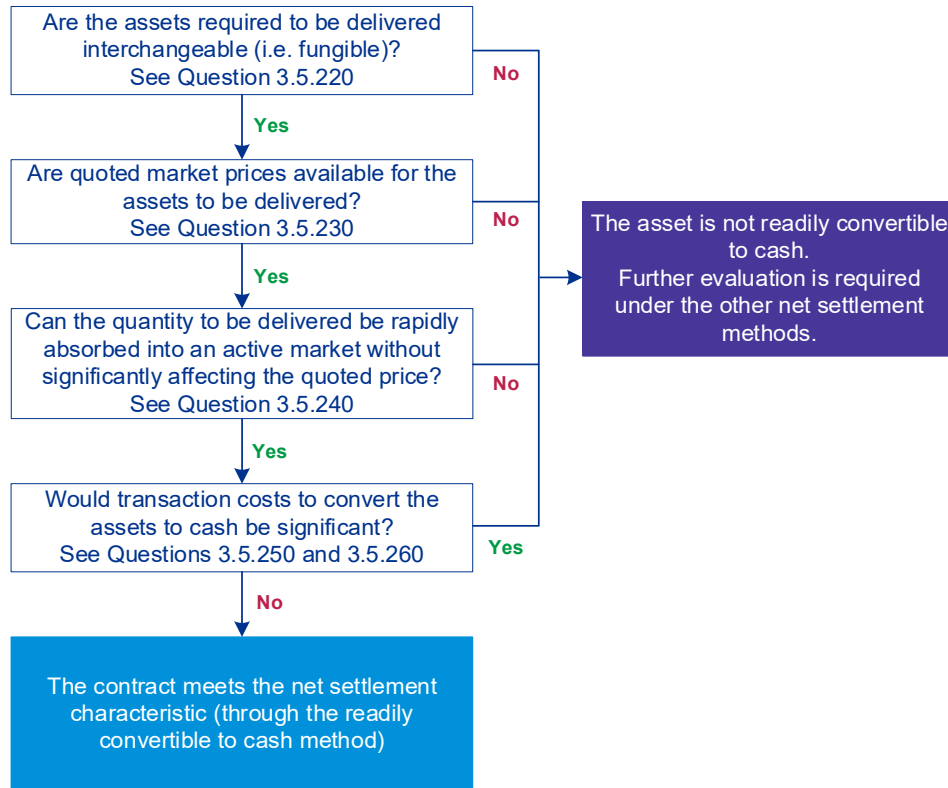 Are the assets required to be delivered
interchangeable (i.e. fungible)?
See Question 3.5.220
No
Yes
Are quoted market prices available for the
assets to be delivered?
See Question 3.5.230
No
Yes
The asset is not readily convertible
to cash.
Further evaluation is required
under the other net settlement
methods.
Can the quantity to be delivered be rapidly
absorbed into an active market without
significantly affecting the quoted price?
See Question 3.5.240
No
Yes
Would transaction costs to convert the
assets to cash be significant?
See Questions 3.5.250 and 3.5.260
Yes
No
The contract meets the net settlement
characteristic (through the readily
convertible to cash method)